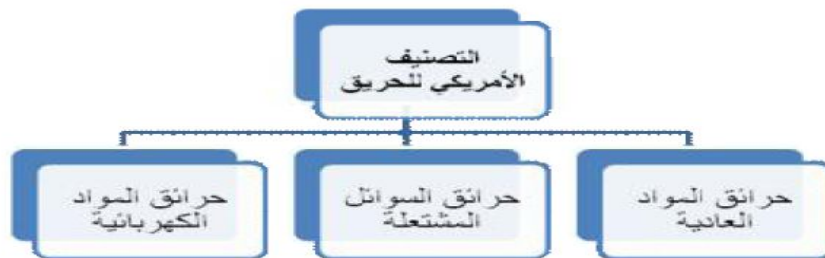 التصنيف
الأمريكي للحريق
حرائق المواد
العادية
حرائق السوائل
المشتعلة
حرائق المواد
الكهربائية